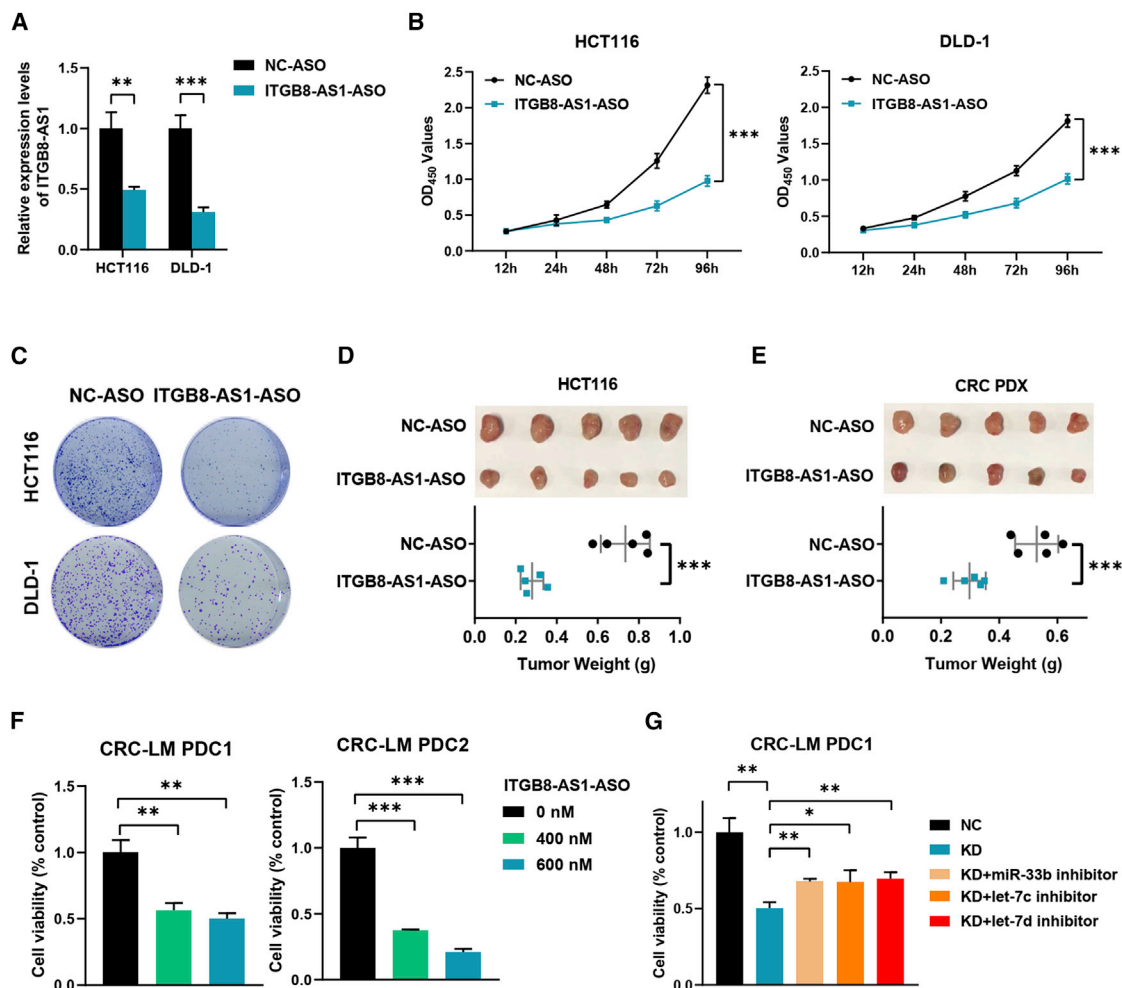 A
NC-ASO
ITGB8-AS1-ASO
Relative expression levels
of ITGB8-AS1
1.5
1.0
0.5
0.0
**
***
HCT116
DLD-1
B
HCT116
OD450 Values
2.5
2.0
1.5
1.0
0.5
0.0
NC-ASO
ITGB8-AS1-ASO
***
12h 24h 48h 72h 96h
DLD-1
OD450 Values
2.5
2.0
1.5
1.0
0.5
0.0
NC-ASO
ITGB8-AS1-ASO
***
12h 24h 48h 72h 96h
C
NC-ASO ITGB8-AS1-ASO
HCT116
DLD-1
D
HCT116
NC-ASO
ITGB8-AS1-ASO
NC-ASO
ITGB8-AS1-ASO
***
0.0 0.2 0.4 0.6 0.8 1.0
Tumor Weight (g)
E
CRC PDX
NC-ASO
ITGB8-AS1-ASO
NC-ASO
ITGB8-AS1-ASO
***
0.0 0.2 0.4 0.6
Tumor Weight (g)
F
CRC-LM PDC1
Cell viability (% control)
1.5
1.0
0.5
0.0
**
**
CRC-LM PDC2
Cell viability (% control)
1.5
1.0
0.5
0.0
***
***
ITGB8-AS1-ASO
0 nM
400 nM
600 nM
G
CRC-LM PDC1
Cell viability (% control)
1.0
0.5
0.0
**
**
*
**
NC
KD
KD+miR-33b inhibitor
KD+let-7c inhibitor
KD+let-7d inhibitor